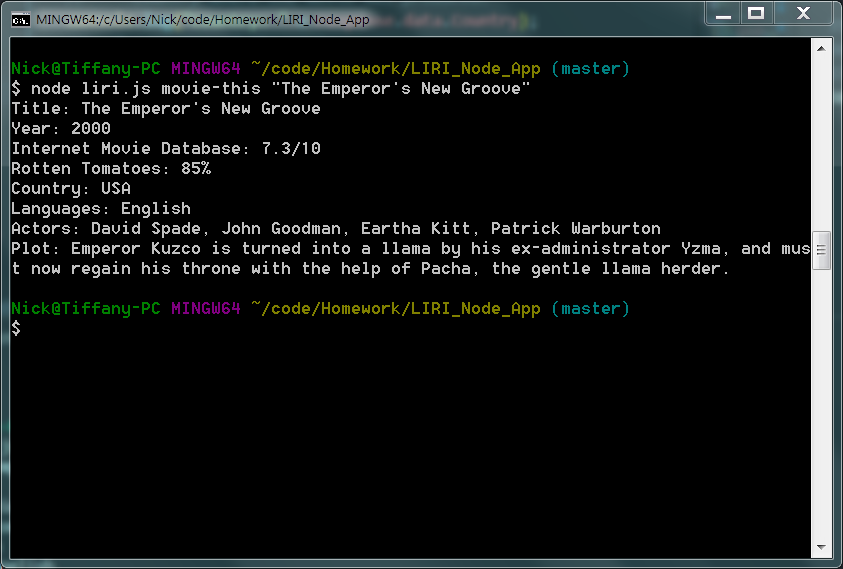 MINGW64:/c/Users/Nick/code/Homework/LIRI_Node_App
Nick@Tiffany-PC MINGW64 ~/code/Homework/LIRI_Node_App (master)
$ node liri.js movie-this "The Emperor's New Groove"
Title: The Emperor's New Groove
Year: 2000
Internet Movie Database: 7.3/10
Rotten Tomatoes: 85%
Country: USA
Languages: English
Actors: David Spade, John Goodman, Eartha Kitt, Patrick Warburton
Plot: Emperor Kuzco is turned into a llama by his ex-administrator Yzma, and mus
t now regain his throne with the help of Pacha, the gentle llama herder.
Nick@Tiffany-PC MINGW64 ~/code/Homework/LIRI_Node_App (master)
$